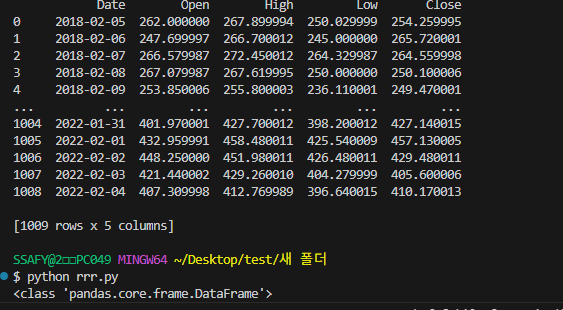 Date Open High Low Close
0 2018-02-05 262.000000 267.899994 250.029999 254.259995
1 2018-02-06 247.699997 266.700012 245.000000 265.720001
2 2018-02-07 266.579987 272.450012 264.329987 264.559998
3 2018-02-08 267.079987 267.619995 250.000000 250.100006
4 2018-02-09 253.850006 255.800003 236.110001 249.470001
... ... ... ... ... ...
1004 2022-01-31 401.970001 427.700012 398.200012 427.140015
1005 2022-02-01 432.959991 458.480011 425.540009 457.130005
1006 2022-02-02 448.250000 451.980011 426.480011 429.480011
1007 2022-02-03 421.440002 429.260010 404.279999 405.600006
1008 2022-02-04 407.309998 412.769989 396.640015 410.170013
[1009 rows x 5 columns]
SSAFY@2□□PC049 MINGW64 ~/Desktop/test/새 폴더
$ python rrr.py
<class 'pandas.core.frame.DataFrame'>